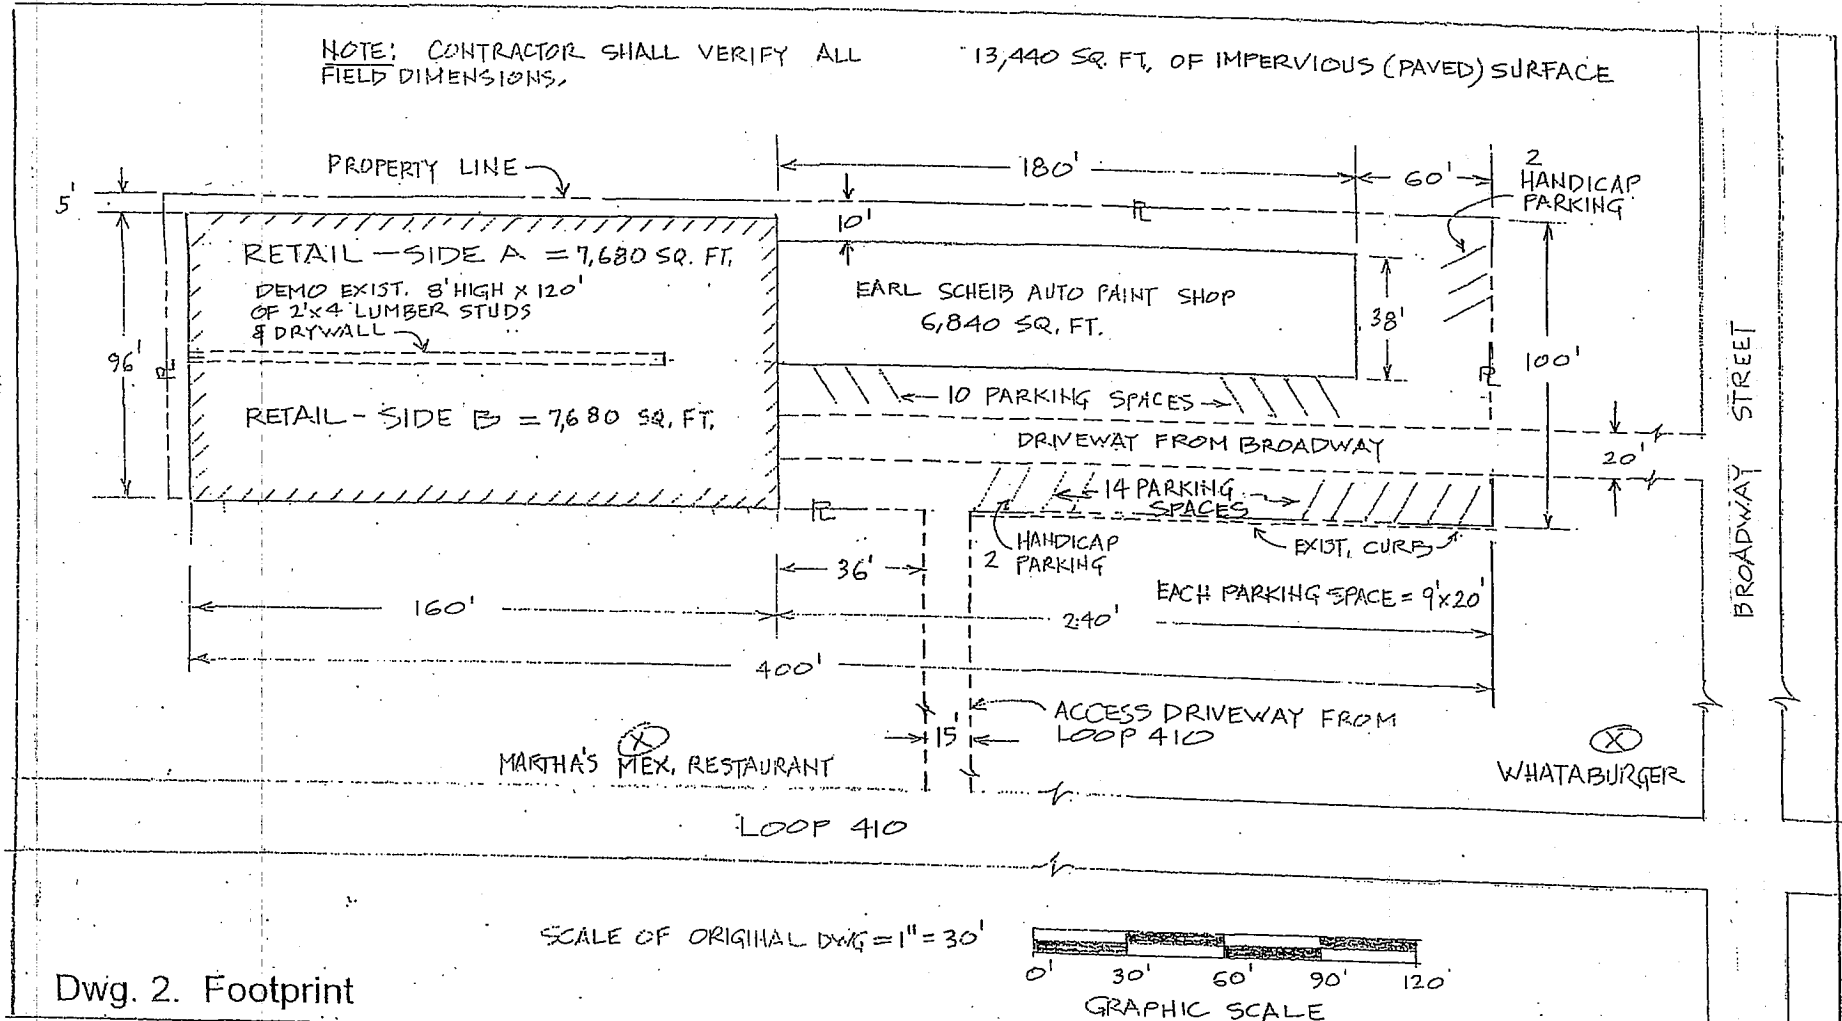 NOTE: CONTRACTOR SHALL VERIFY ALL
FIELD DIMENSIONS.
13,440 SQ. FT. OF IMPERVIOUS (PAVED) SURFACE
PROPERTY LINE
180'
60'
2
HANDICAP
PARKING
5'
10'
PL
RETAIL - SIDE A = 7,680 SQ. FT.
DEMO EXIST. 8' HIGH X 120'
OF 2"x4" LUMBER STUDS
& DRYWALL
EARL SCHEIB AUTO PAINT SHOP
6,840 SQ. FT.
38'
96'
PL
100'
PL
RETAIL - SIDE B = 7,680 SQ. FT.
10 PARKING SPACES
DRIVEWAY FROM BROADWAY
20'
BROADWAY STREET
14 PARKING
SPACES
PL
HANDICAP
2 PARKING
EXIST. CURB
36'
EACH PARKING SPACE = 9'x20'
160'
240'
400'
15'
ACCESS DRIVEWAY FROM
LOOP 410
X
MARTHA'S MEX. RESTAURANT
X
WHATABURGER
LOOP 410
SCALE OF ORIGINAL DWG = 1" = 30'
0' 30' 60' 90' 120'
GRAPHIC SCALE
Dwg. 2. Footprint